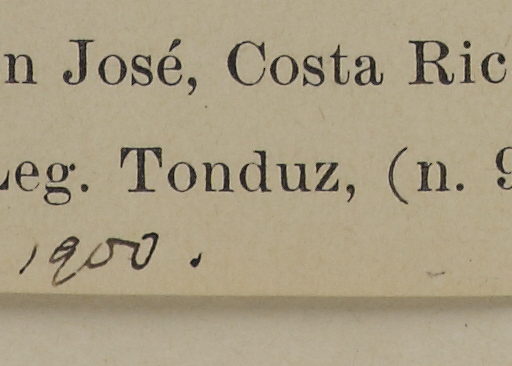 n José, Costa Ric
Leg. Tonduz, (n. 9
1900.